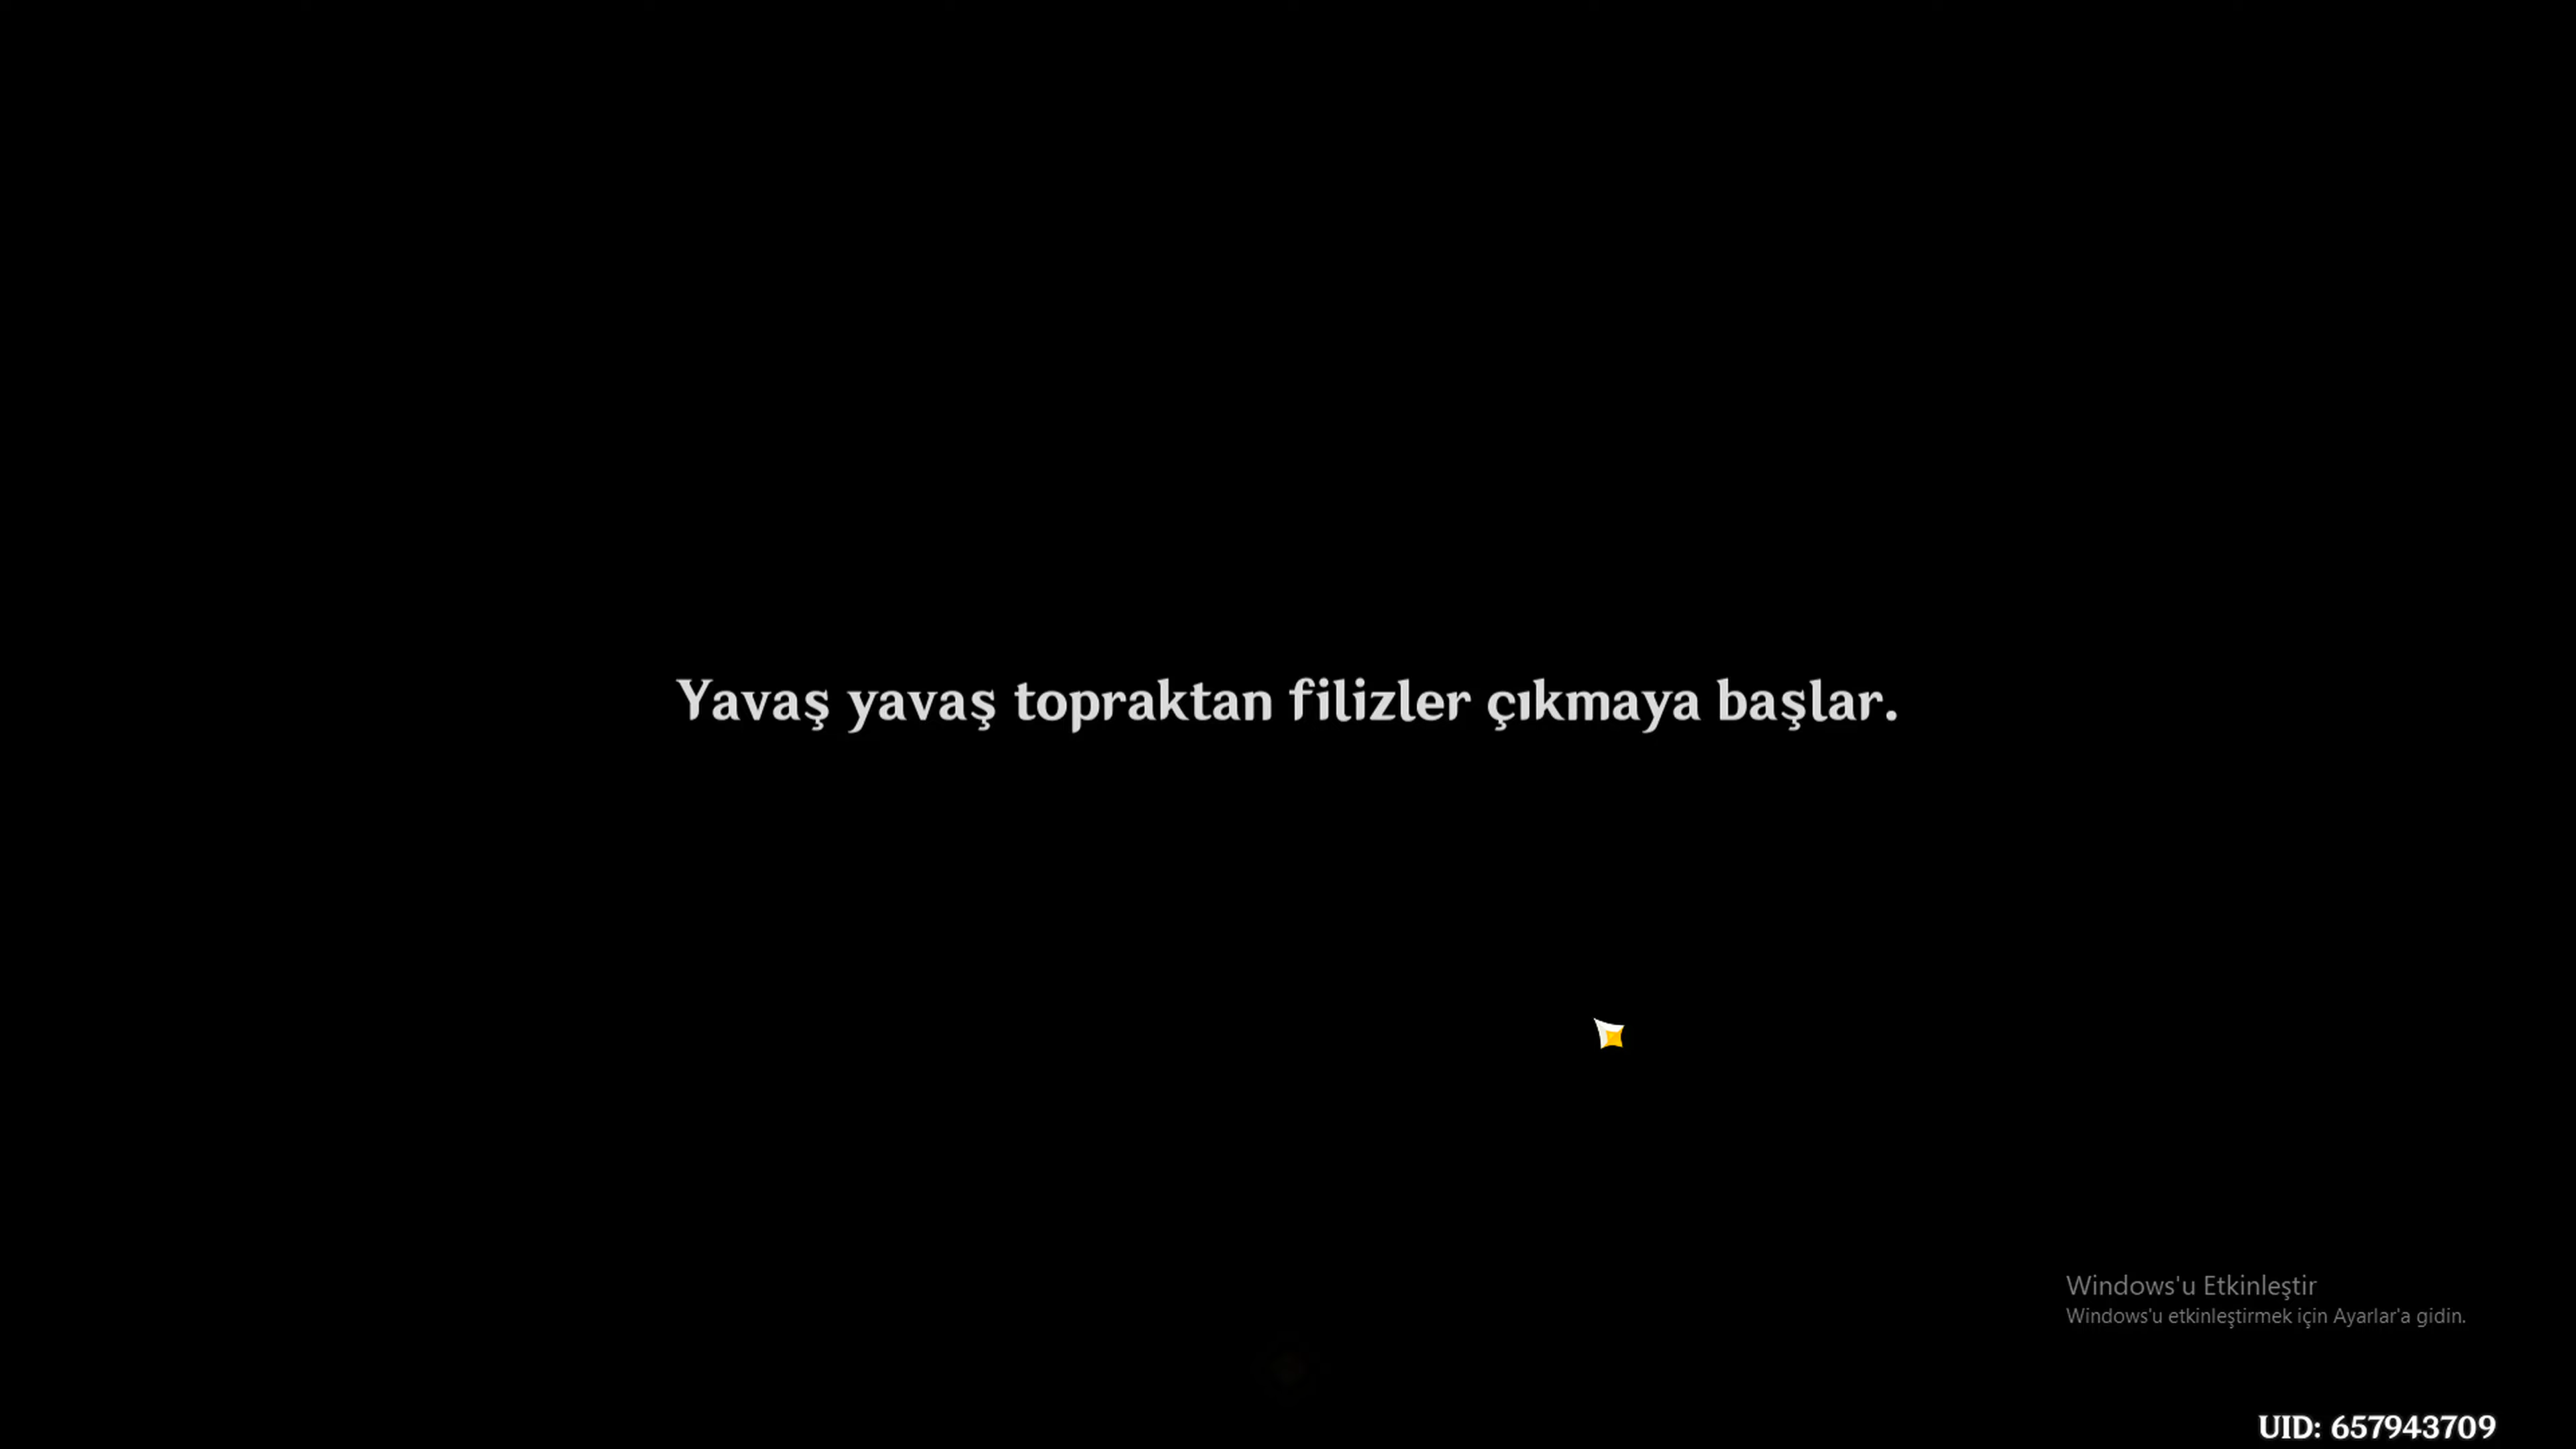 Yavaş yavaş topraktan filizler çıkmaya başlar.
Windows'u Etkinleştir
Windows'u etkinleştirmek için Ayarlar'a gidin.
UID: 657943709